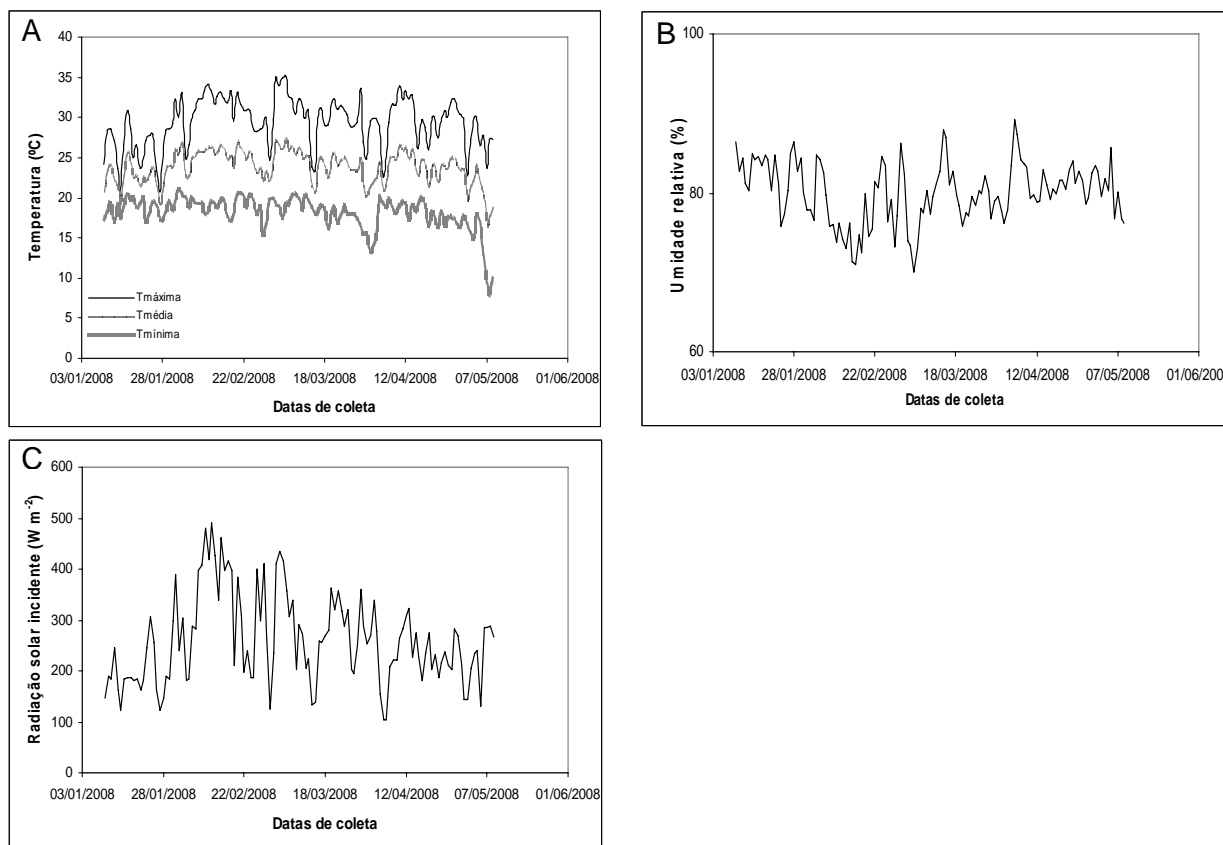 A
40
35
30
25
20
15
10
5
0
Temperatura (ºC)
Tmáxima
Tmédia
Tmínima
03/01/2008 28/01/2008 22/02/2008 18/03/2008 12/04/2008 07/05/2008 01/06/2008
Datas de coleta
B
100
80
60
Umidade relativa (%)
03/01/2008 28/01/2008 22/02/2008 18/03/2008 12/04/2008 07/05/2008 01/06/2008
Datas de coleta
C
600
500
400
300
200
100
0
Radiação solar incidente (W m-2)
03/01/2008 28/01/2008 22/02/2008 18/03/2008 12/04/2008 07/05/2008 01/06/2008
Datas de coleta